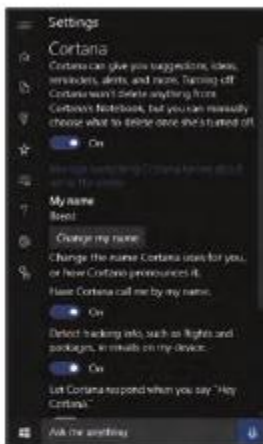 Settings
Cortana
Cortana can give you suggestions, ideas,
reminders, alerts, and more. Turning off
Cortana won't delete anything from
Cortana's Notebook, but you can manually
choose what to delete once she's turned off.
On
My name
Brent
Change my name
Change the name Cortana uses for you,
or how Cortana pronounces it.
Have Cortana call me by my name.
On
Detect tracking info, such as flights and
packages, in emails on my device.
On
Let Cortana respond when you say "Hey
Cortana."
Ask me anything